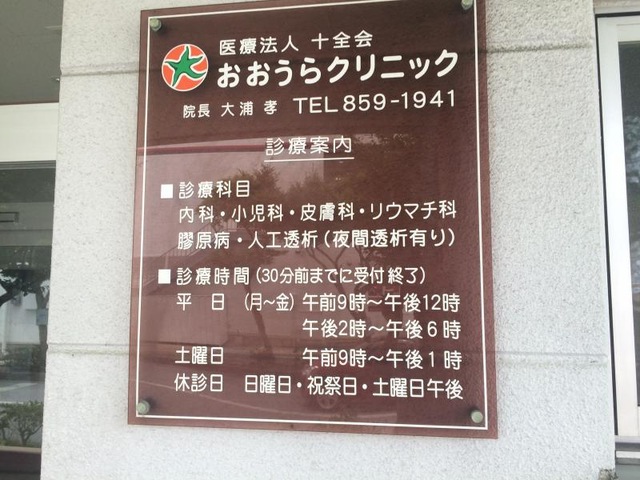 医療法人 十全会
おおうらクリニック
院長 大浦 孝 TEL 859-1941
診療案内
■ 診療科目
内科・小児科・皮膚科・リウマチ科
膠原病・人工透析(夜間透析有り)
■ 診療時間(30分前までに受付終了)
平 日 (月~金) 午前9時~午後12時
午後2時~午後6時
土曜日 午前9時~午後1時
休診日 日曜日・祝祭日・土曜日午後